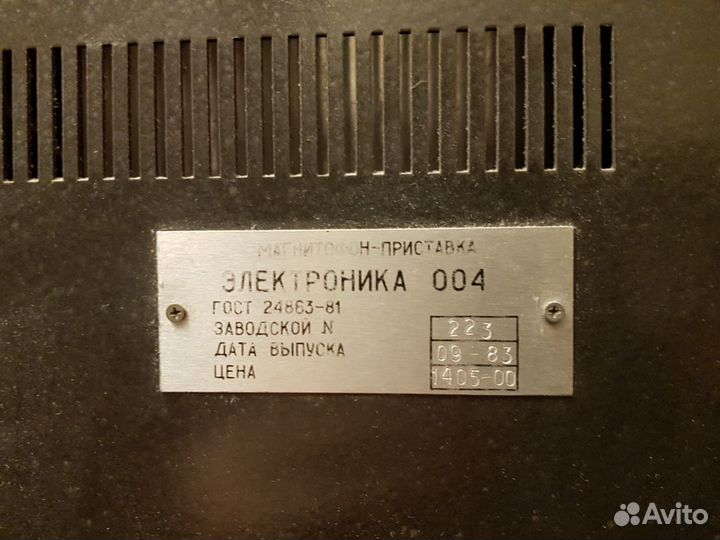 МАГНИТОФОН-ПРИСТАВКА
ЭЛЕКТРОНИКА 004
ГОСТ 24863-81
ЗАВОДСКОЙ N 223
ДАТА ВЫПУСКА 09-83
ЦЕНА 1405-00
Avito